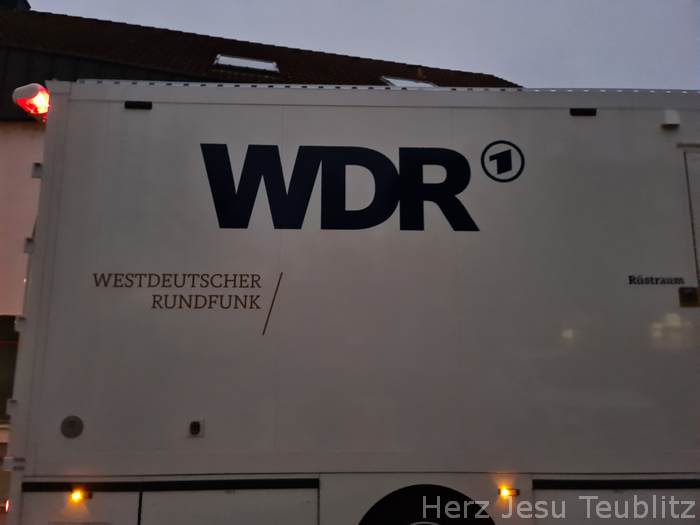 WDR 1
WESTDEUTSCHER
RUNDFUNK
Rüstraum
Herz Jesu Teublitz